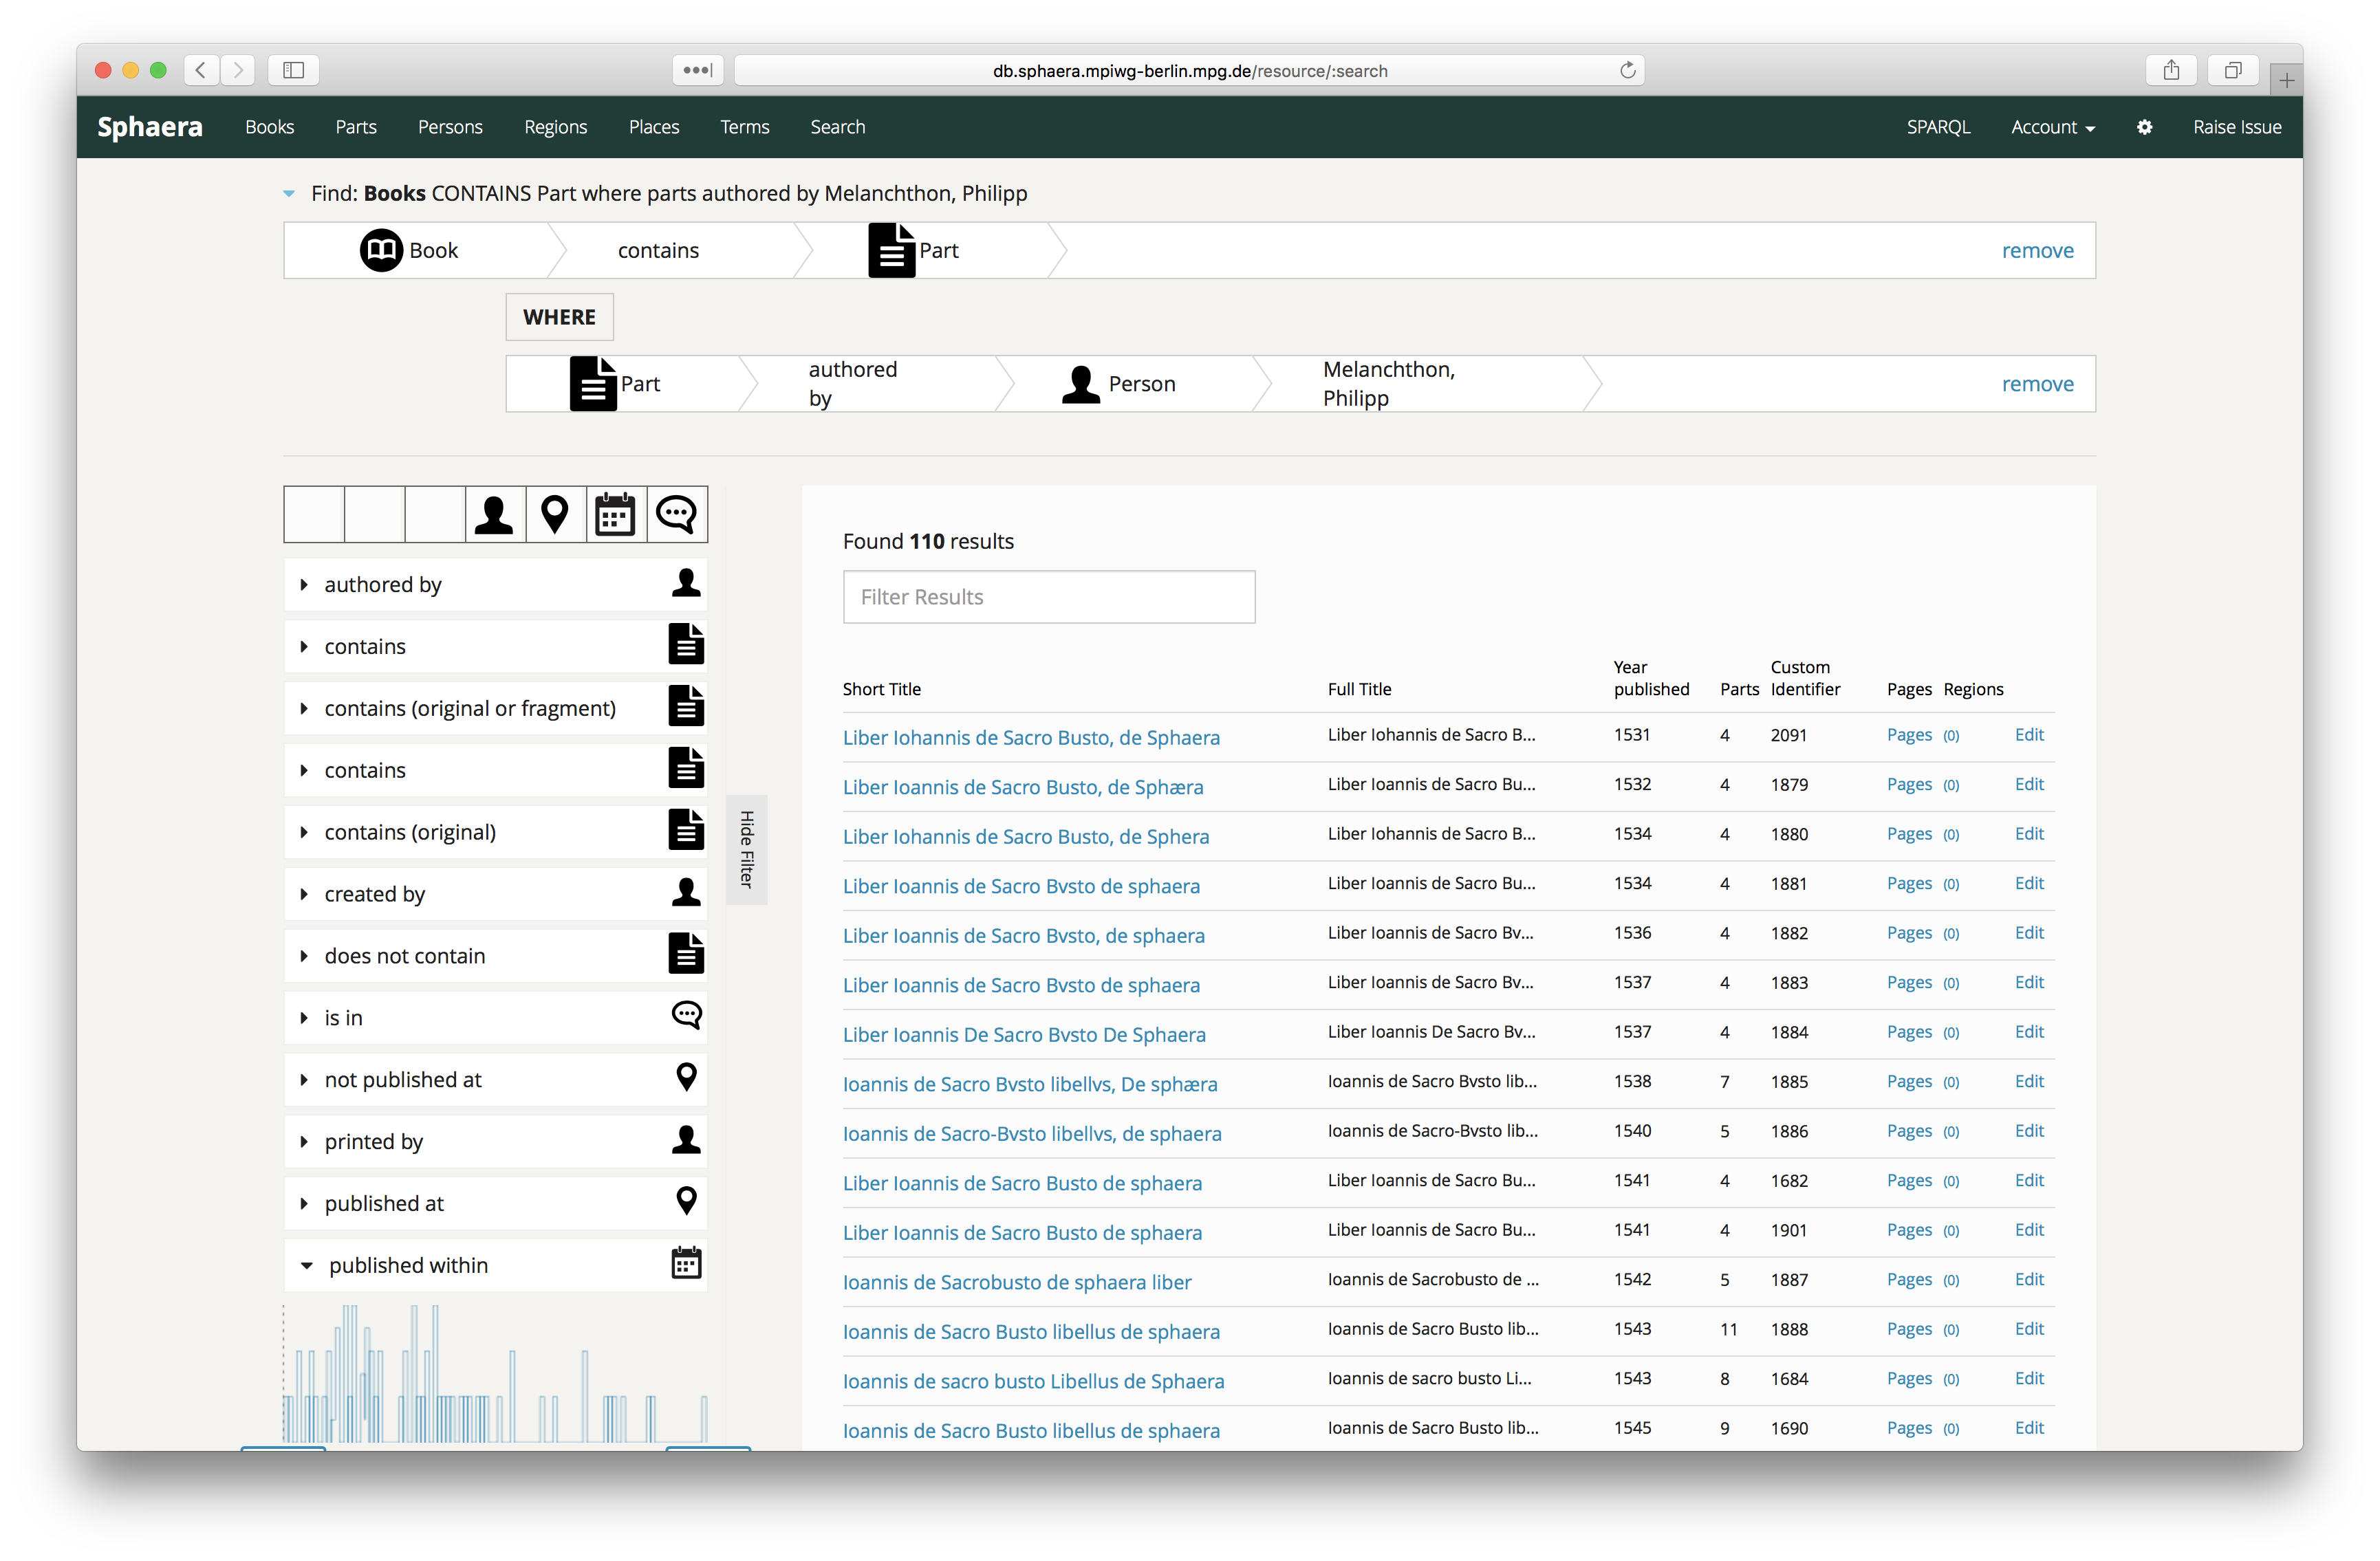 db.sphaera.mpiwg-berlin.mpg.de/resource/:search
Sphaera Books Parts Persons Regions Places Terms Search SPARQL Account Raise Issue
Find: Books CONTAINS Part where parts authored by Melanchthon, Philipp
Book contains Part remove
WHERE
Part authored by Person Melanchthon, Philipp remove
authored by
contains
contains (original or fragment)
contains
contains (original)
created by
does not contain
is in
not published at
printed by
published at
published within
Hide Filter
Found 110 results
Filter Results
Short Title Full Title Year published Parts Custom Identifier Pages Regions
Liber Iohannis de Sacro Busto, de Sphaera Liber Iohannis de Sacro B... 1531 4 2091 Pages (0) Edit
Liber Ioannis de Sacro Busto, de Sphæra Liber Ioannis de Sacro Bu... 1532 4 1879 Pages (0) Edit
Liber Iohannis de Sacro Busto, de Sphera Liber Iohannis de Sacro B... 1534 4 1880 Pages (0) Edit
Liber Ioannis de Sacro Bvsto de sphaera Liber Ioannis de Sacro Bu... 1534 4 1881 Pages (0) Edit
Liber Ioannis de Sacro Bvsto, de sphaera Liber Ioannis de Sacro Bv... 1536 4 1882 Pages (0) Edit
Liber Ioannis de Sacro Bvsto de sphaera Liber Ioannis de Sacro Bv... 1537 4 1883 Pages (0) Edit
Liber Ioannis De Sacro Bvsto De Sphaera Liber Ioannis De Sacro Bv... 1537 4 1884 Pages (0) Edit
Ioannis de Sacro Bvsto libellvs, De sphæra Ioannis de Sacro Bvsto lib... 1538 7 1885 Pages (0) Edit
Ioannis de Sacro-Bvsto libellvs, de sphaera Ioannis de Sacro-Bvsto lib... 1540 5 1886 Pages (0) Edit
Liber Ioannis de Sacro Busto de sphaera Liber Ioannis de Sacro Bu... 1541 4 1682 Pages (0) Edit
Liber Ioannis de Sacro Busto de sphaera Liber Ioannis de Sacro Bu... 1541 4 1901 Pages (0) Edit
Ioannis de Sacrobusto de sphaera liber Ioannis de Sacrobusto de ... 1542 5 1887 Pages (0) Edit
Ioannis de Sacro Busto libellus de sphaera Ioannis de Sacro Busto lib... 1543 11 1888 Pages (0) Edit
Ioannis de sacro busto Libellus de Sphaera Ioannis de sacro busto Li... 1543 8 1684 Pages (0) Edit
Ioannis de Sacro Busto libellus de sphaera Ioannis de Sacro Busto lib... 1545 9 1690 Pages (0) Edit